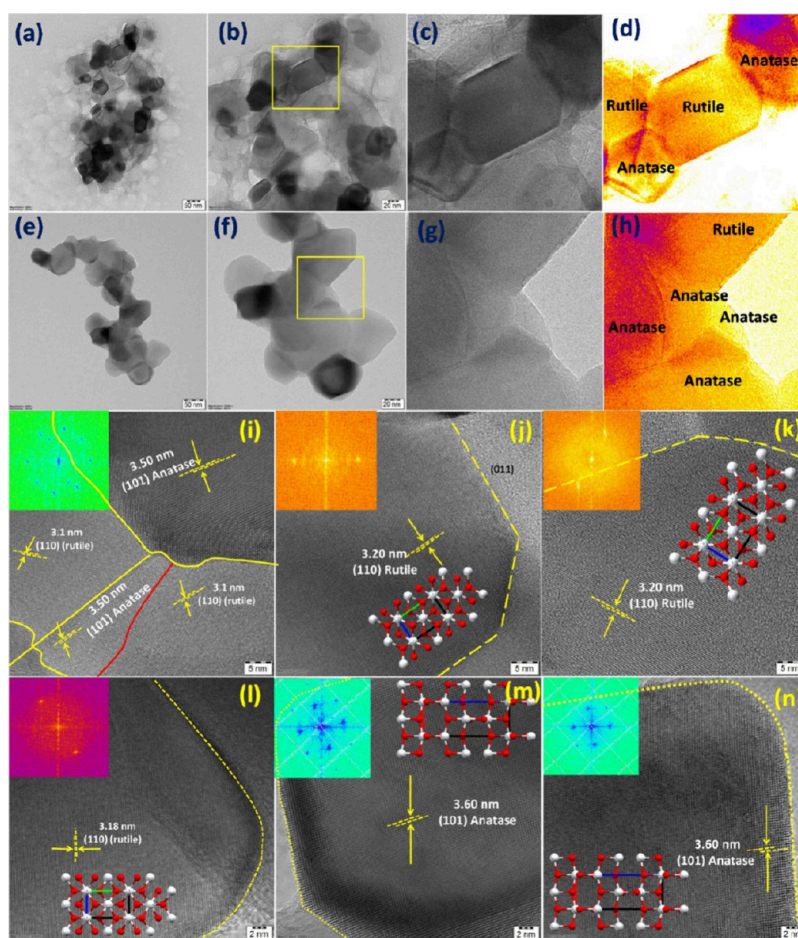 (a)
(b)
(c)
(d)
Anatase
Rutile
Rutile
Anatase
50 nm
20 nm
(e)
(f)
(g)
(h)
Rutile
Anatase
Anatase
Anatase
Anatase
50 nm
20 nm
(i)
3.50 nm
(101) Anatase
3.1 nm
(110) (rutile)
3.50 nm
(101) Anatase
3.1 nm
(110) (rutile)
5 nm
(j)
(011)
3.20 nm
(110) Rutile
5 nm
(k)
3.20 nm
(110) Rutile
5 nm
(l)
3.18 nm
(110) (rutile)
2 nm
(m)
3.60 nm
(101) Anatase
2 nm
(n)
3.60 nm
(101) Anatase
2 nm